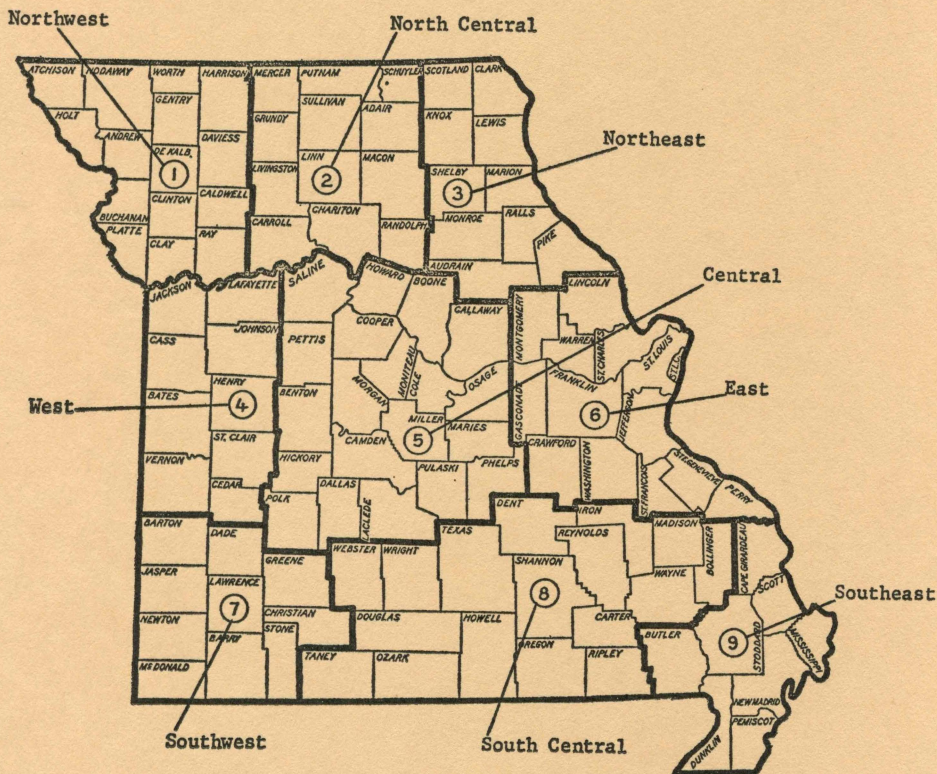 Northwest
North Central
Northeast
Central
West
East
Southeast
Southwest
South Central
1
2
3
4
5
6
7
8
9
ATCHISON
NODAWAY
WORTH
HARRISON
MERCER
PUTNAM
SCHUYLER
SCOTLAND
CLARK
HOLT
GENTRY
SULLIVAN
ADAIR
KNOX
LEWIS
ANDREW
DE KALB
DAVIESS
GRUNDY
LINN
MACON
LIVINGSTON
SHELBY
MARION
BUCHANAN
CLINTON
CALDWELL
CHARITON
CARROLL
RANDOLPH
MONROE
RALLS
PLATTE
CLAY
RAY
PIKE
AUDRAIN
JACKSON
LAFAYETTE
SALINE
HOWARD
BOONE
CALLAWAY
MONTGOMERY
LINCOLN
CASS
JOHNSON
PETTIS
COOPER
MONITEAU
COLE
OSAGE
GASCONADE
WARREN
ST. CHARLES
ST. LOUIS
FRANKLIN
JEFFERSON
BATES
HENRY
BENTON
MORGAN
MILLER
MARIES
ST. CLAIR
CAMDEN
CRAWFORD
WASHINGTON
ST. FRANCOIS
STE GENEVIEVE
PERRY
VERNON
CEDAR
HICKORY
POLK
DALLAS
LACLEDE
PULASKI
PHELPS
DENT
IRON
MADISON
BOLLINGER
CAPE GIRARDEAU
BARTON
DADE
GREENE
WEBSTER
WRIGHT
TEXAS
REYNOLDS
SHANNON
WAYNE
SCOTT
JASPER
LAWRENCE
CHRISTIAN
DOUGLAS
HOWELL
CARTER
BUTLER
STODDARD
MISSISSIPPI
NEWTON
BARRY
STONE
TANEY
OZARK
OREGON
RIPLEY
McDONALD
NEW MADRID
PEMISCOT
DUNKLIN